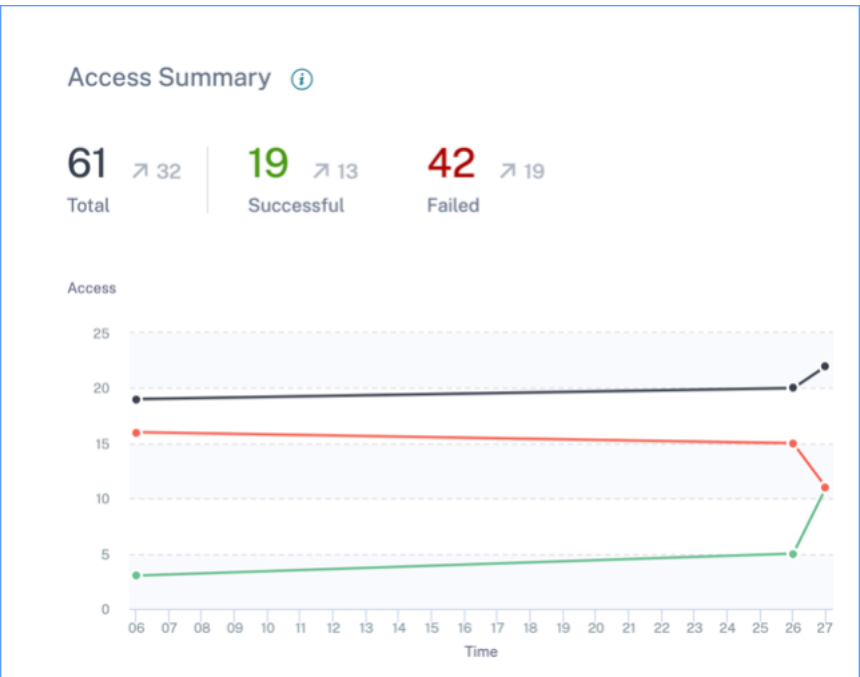 Access Summary i
61 ↗ 32 19 ↗ 13 42 ↗ 19
Total Successful Failed
Access
25
20
15
10
5
0
06 07 08 09 10 11 12 13 14 15 16 17 18 19 20 21 22 23 24 25 26 27
Time